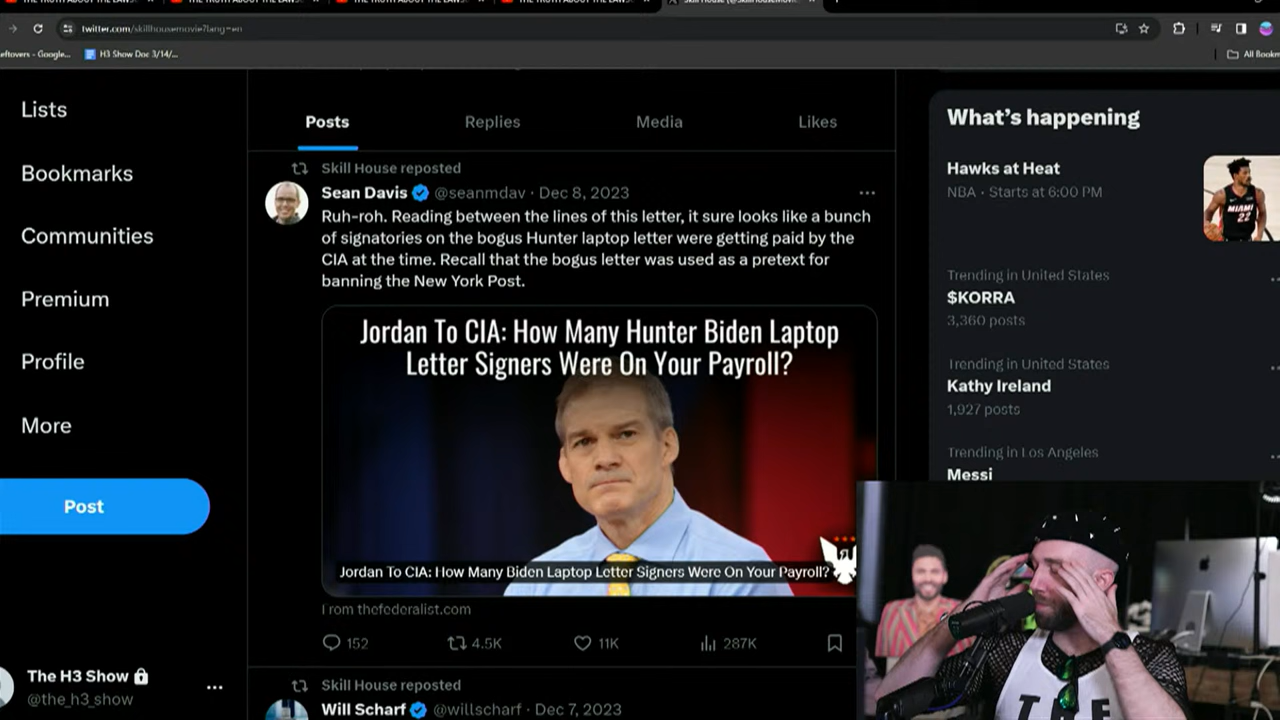 twitter.com/skillhousemovie?lang=en
eftovers - Google...
H3 Show Doc 3/14/...
All Bookm
Lists
Bookmarks
Communities
Premium
Profile
More
Post
The H3 Show
@the_h3_show
Posts
Replies
Media
Likes
Skill House reposted
Sean Davis @seanmdav · Dec 8, 2023
Ruh-roh. Reading between the lines of this letter, it sure looks like a bunch
of signatories on the bogus Hunter laptop letter were getting paid by the
CIA at the time. Recall that the bogus letter was used as a pretext for
banning the New York Post.
Jordan To CIA: How Many Hunter Biden Laptop
Letter Signers Were On Your Payroll?
Jordan To CIA: How Many Biden Laptop Letter Signers Were On Your Payroll?
From thefederalist.com
152
4.5K
11K
287K
Skill House reposted
Will Scharf @willscharf · Dec 7, 2023
What's happening
Hawks at Heat
NBA · Starts at 6:00 PM
MIAMI
22
Trending in United States
$KORRA
3,360 posts
Trending in United States
Kathy Ireland
1,927 posts
Trending in Los Angeles
Messi
THE